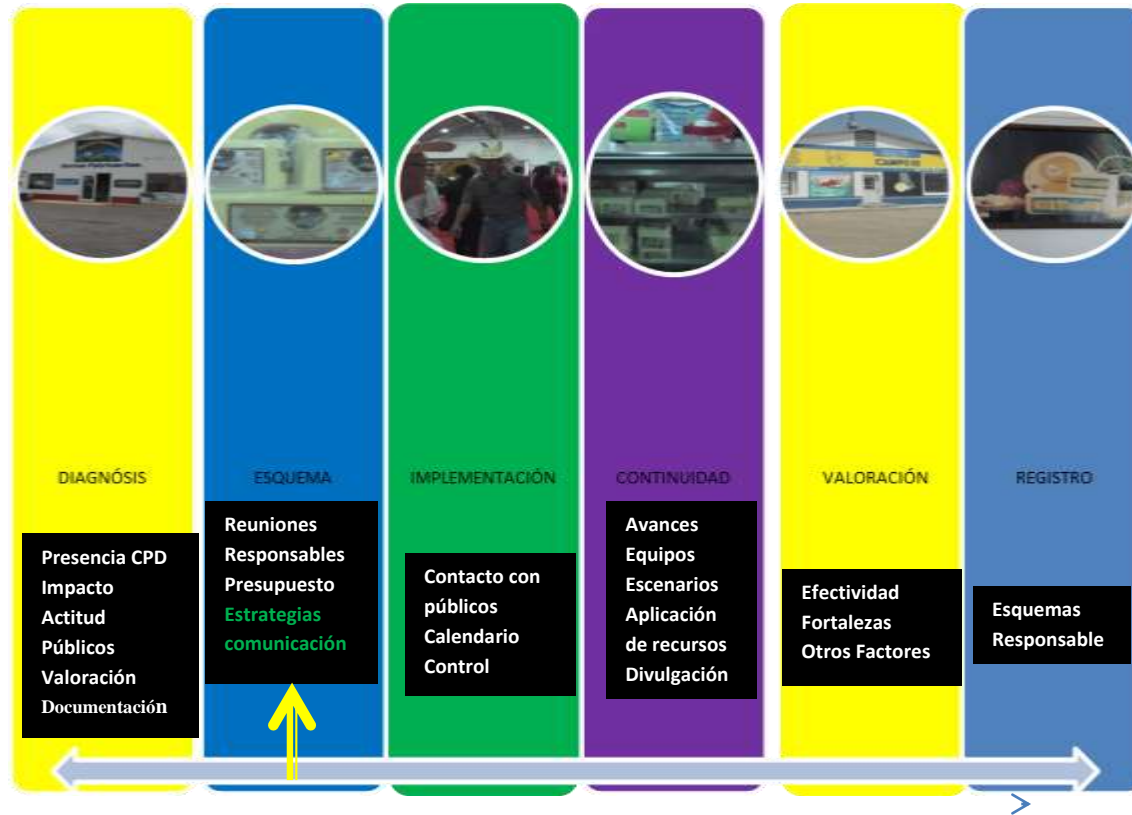 DIAGNÓSIS
ESQUEMA
IMPLEMENTACIÓN
CONTINUIDAD
VALORACIÓN
REGISTRO
Presencia CPD
Impacto
Actitud
Públicos
Valoración
Documentación
Reuniones
Responsables
Presupuesto
Estrategias
comunicación
Contacto con
públicos
Calendario
Control
Avances
Equipos
Escenarios
Aplicación
de recursos
Divulgación
Efectividad
Fortalezas
Otros Factores
Esquemas
Responsable